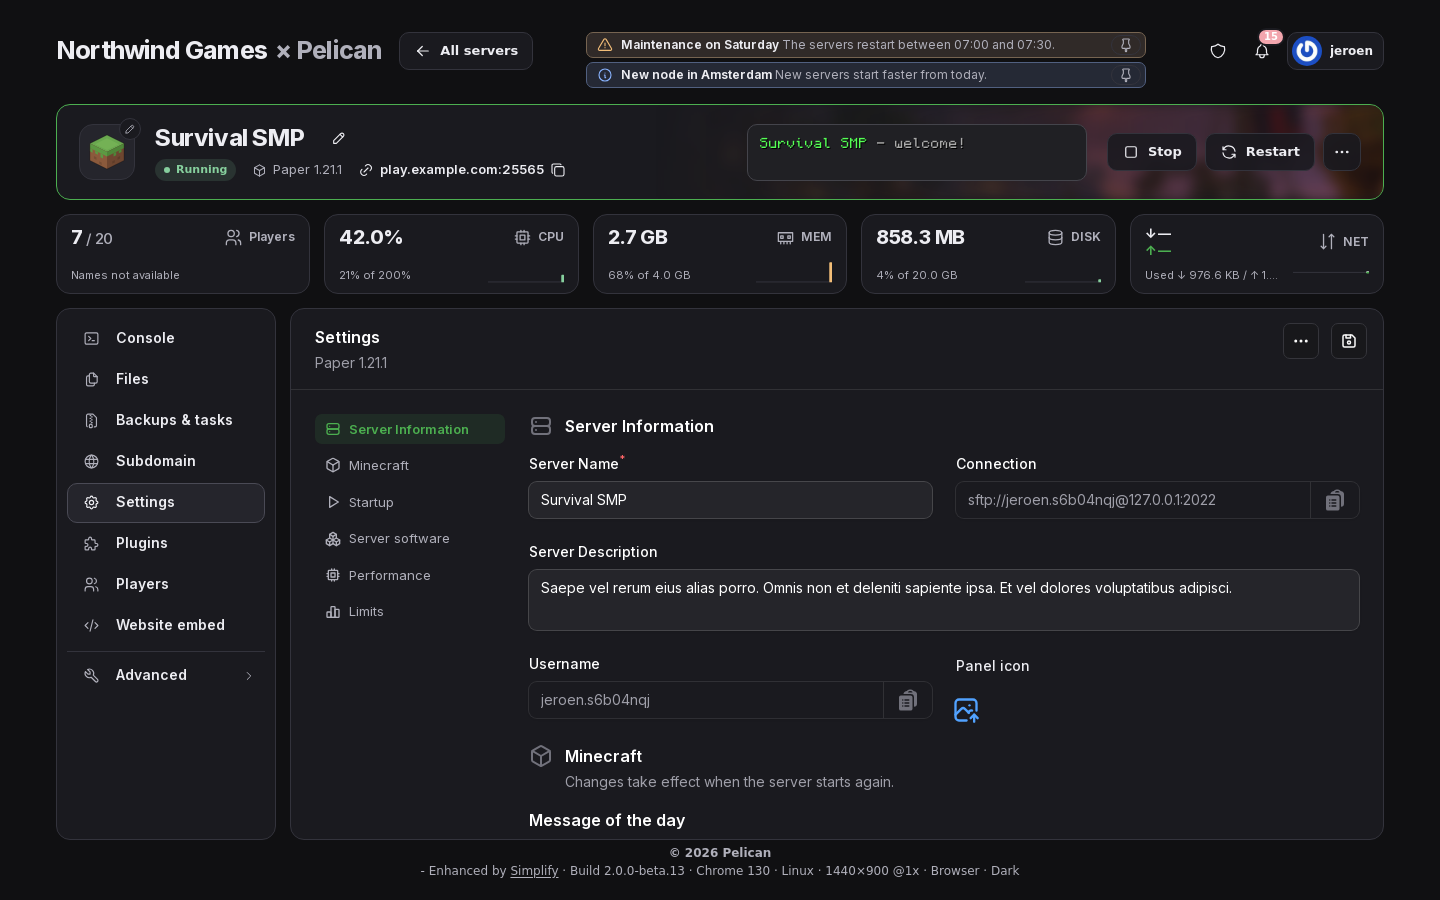 Northwind Games × Pelican
All servers
Maintenance on Saturday The servers restart between 07:00 and 07:30.
New node in Amsterdam New servers start faster from today.
15
jeroen
Survival SMP
Running
Paper 1.21.1
play.example.com:25565
Survival SMP - welcome!
Stop
Restart
7 / 20
Players
Names not available
42.0%
CPU
21% of 200%
2.7 GB
MEM
68% of 4.0 GB
858.3 MB
DISK
4% of 20.0 GB
↓—
↑—
NET
Used ↓ 976.6 KB / ↑ 1....
Console
Files
Backups & tasks
Subdomain
Settings
Plugins
Players
Website embed
Advanced
Settings
Paper 1.21.1
Server Information
Minecraft
Startup
Server software
Performance
Limits
Server Information
Server Name*
Survival SMP
Connection
sftp://jeroen.s6b04nqj@127.0.0.1:2022
Server Description
Saepe vel rerum eius alias porro. Omnis non et deleniti sapiente ipsa. Et vel dolores voluptatibus adipisci.
Username
jeroen.s6b04nqj
Panel icon
Minecraft
Changes take effect when the server starts again.
Message of the day
© 2026 Pelican
- Enhanced by Simplify · Build 2.0.0-beta.13 · Chrome 130 · Linux · 1440×900 @1x · Browser · Dark